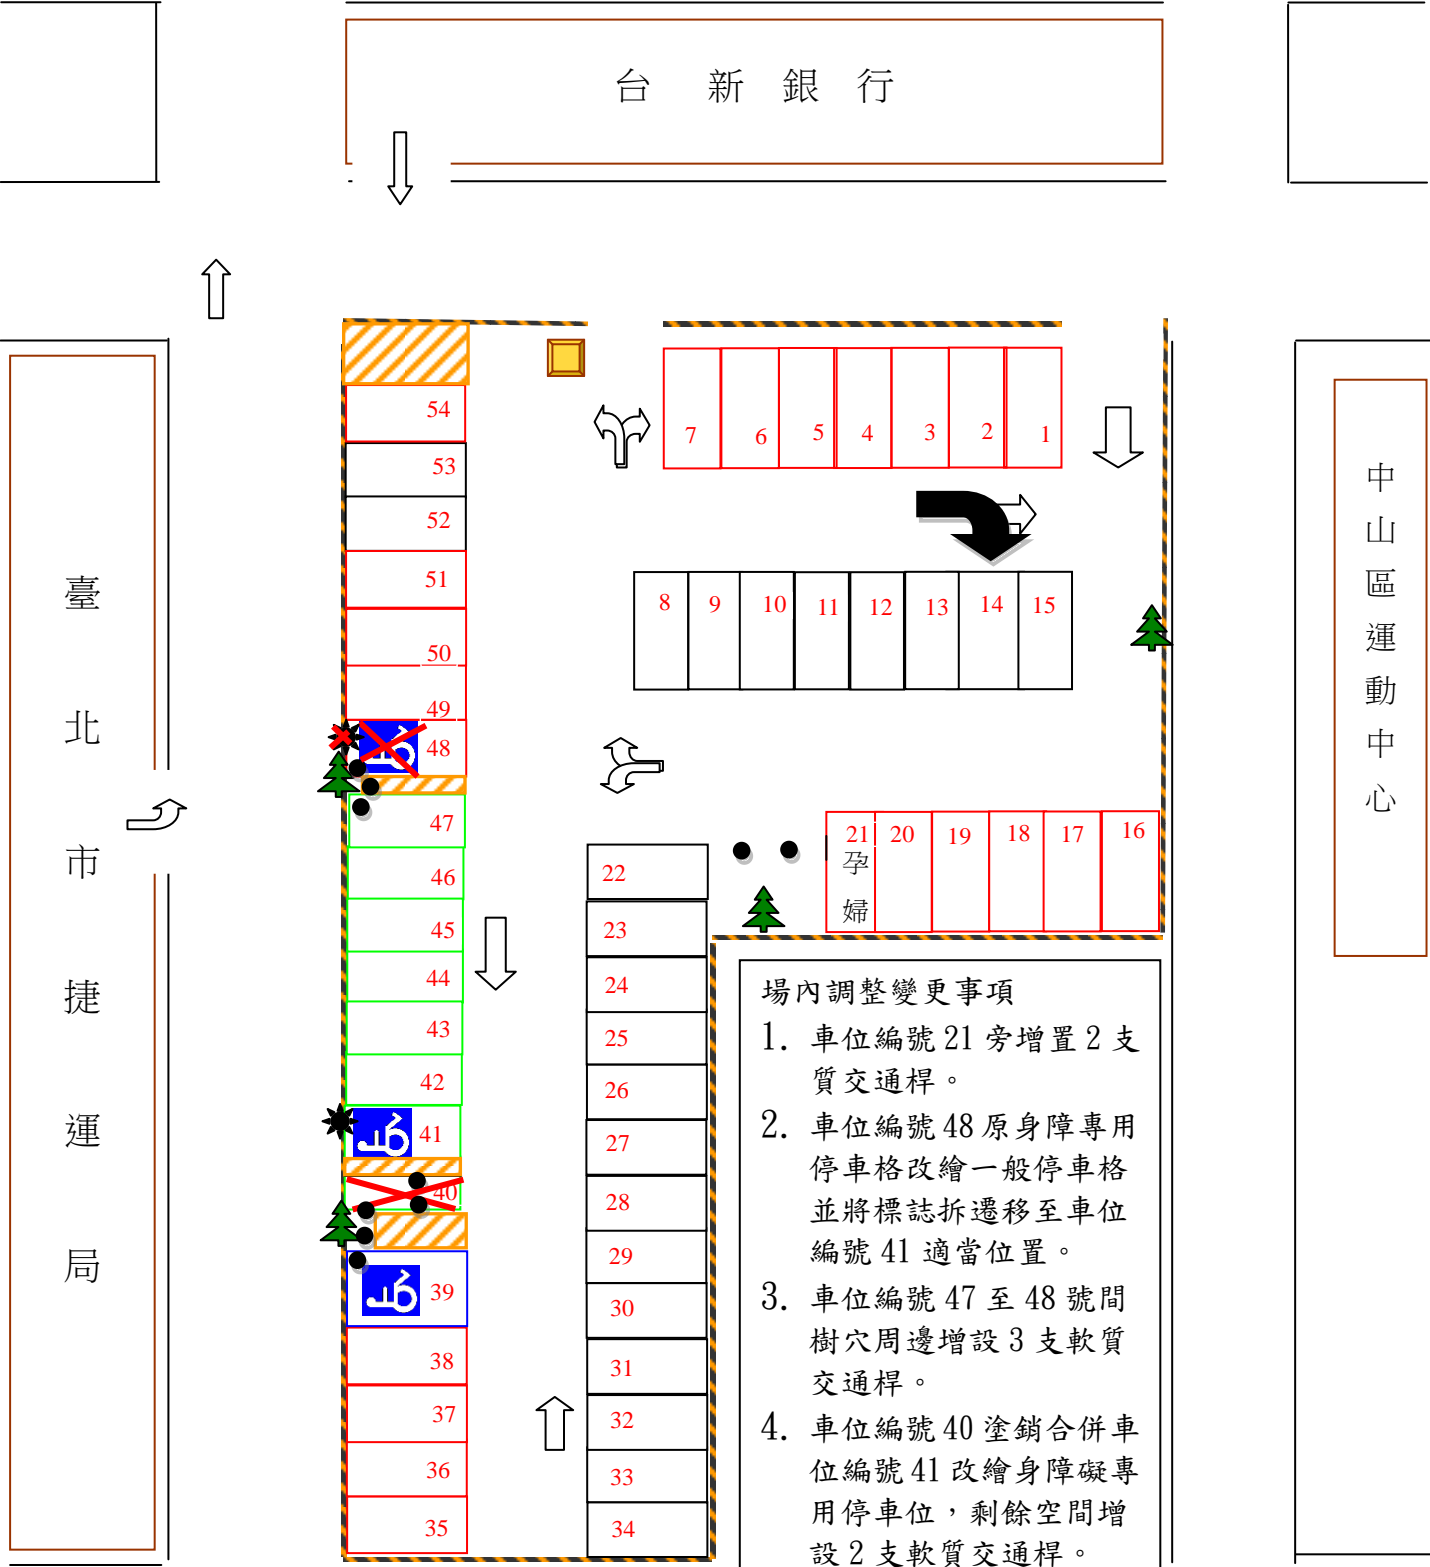 台 新 銀 行
臺北市捷運局
中山區運動中心
54
53
52
51
50
49
48
47
46
45
44
43
42
41
40
39
38
37
36
35
7 6 5 4 3 2 1
8 9 10 11 12 13 14 15
21 20 19 18 17 16
孕婦
22
23
24
25
26
27
28
29
30
31
32
33
34
場內調整變更事項
1. 車位編號 21 旁增置 2 支
質交通桿。
2. 車位編號 48 原身障專用
停車格改繪一般停車格
並將標誌拆遷移至車位
編號 41 適當位置。
3. 車位編號 47 至 48 號間
樹穴周邊增設 3 支軟質
交通桿。
4. 車位編號 40 塗銷合併車
位編號 41 改繪身障礙專
用停車位，剩餘空間增
設 2 支軟質交通桿。